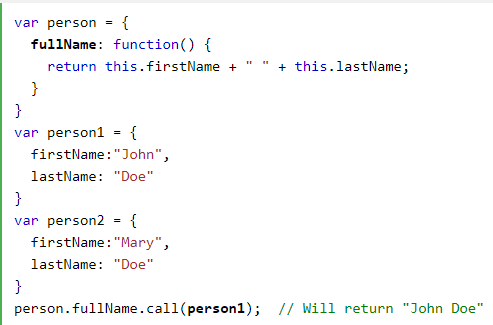 var person = {
  fullName: function() {
    return this.firstName + " " + this.lastName;
  }
}
var person1 = {
  firstName:"John",
  lastName: "Doe"
}
var person2 = {
  firstName:"Mary",
  lastName: "Doe"
}
person.fullName.call(person1);  // Will return "John Doe"